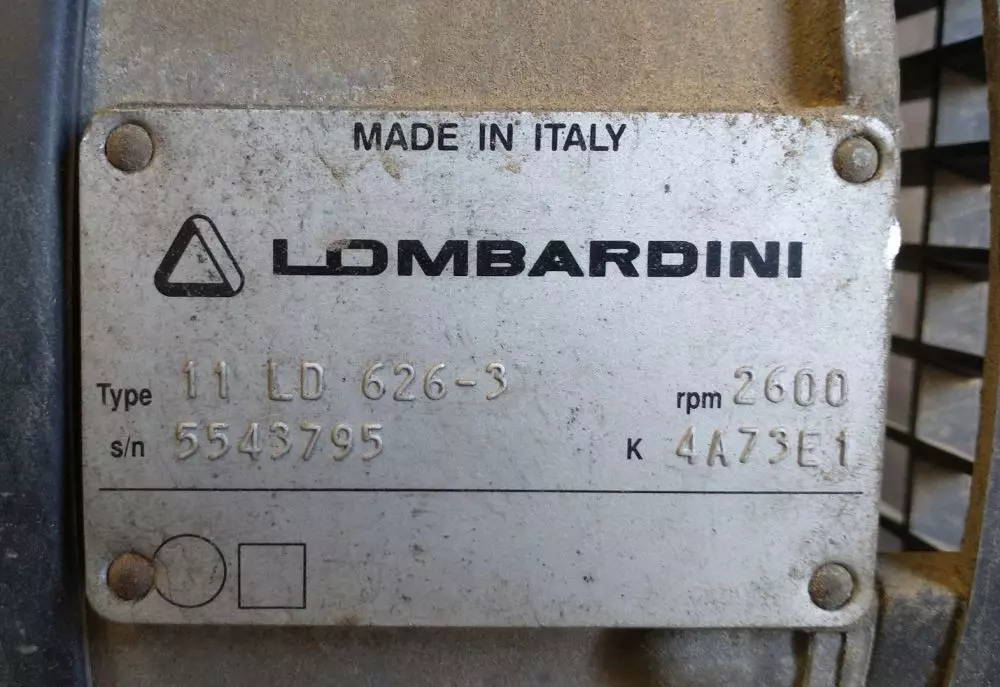 MADE IN ITALY
LOMBARDINI
Type 11 LD 626-3 rpm 2600
s/n 5543795 K 4A73E1